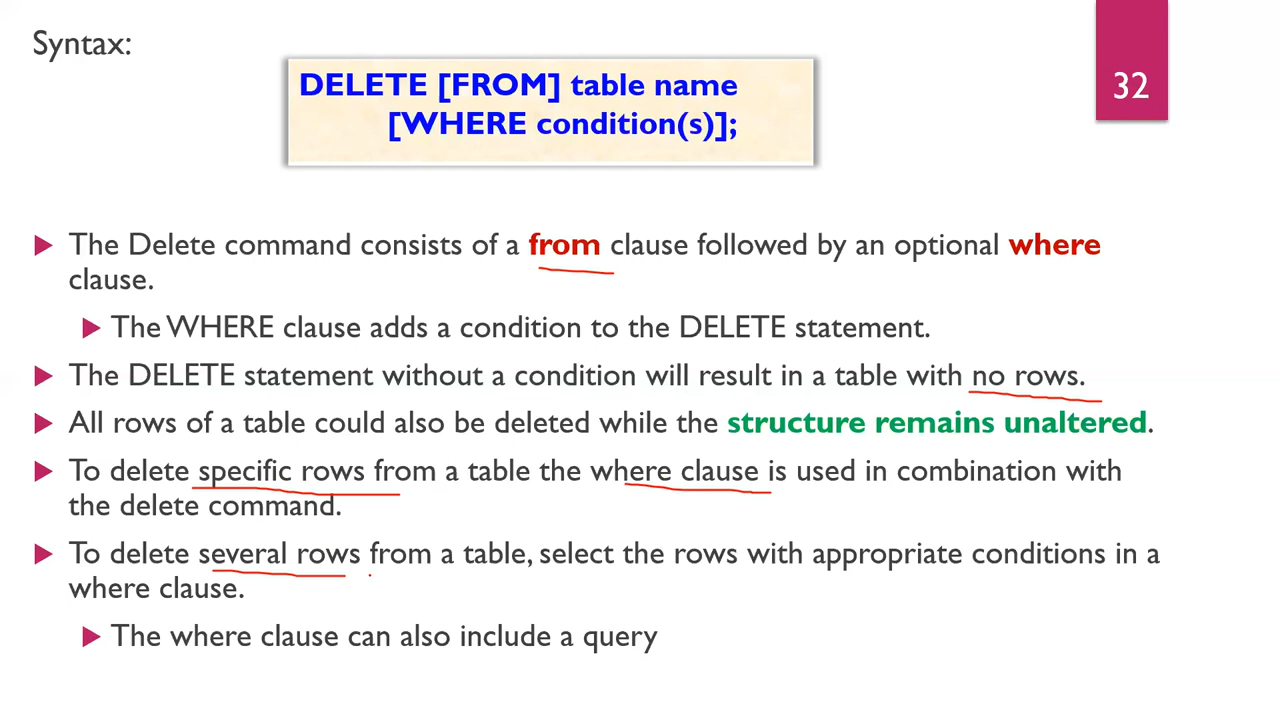 Syntax:
32
DELETE [FROM] table name
[WHERE condition(s)];
The Delete command consists of a from clause followed by an optional where
clause.
The WHERE clause adds a condition to the DELETE statement.
The DELETE statement without a condition will result in a table with no rows.
All rows of a table could also be deleted while the structure remains unaltered.
To delete specific rows from a table the where clause is used in combination with
the delete command.
To delete several rows from a table, select the rows with appropriate conditions in a
where clause.
The where clause can also include a query